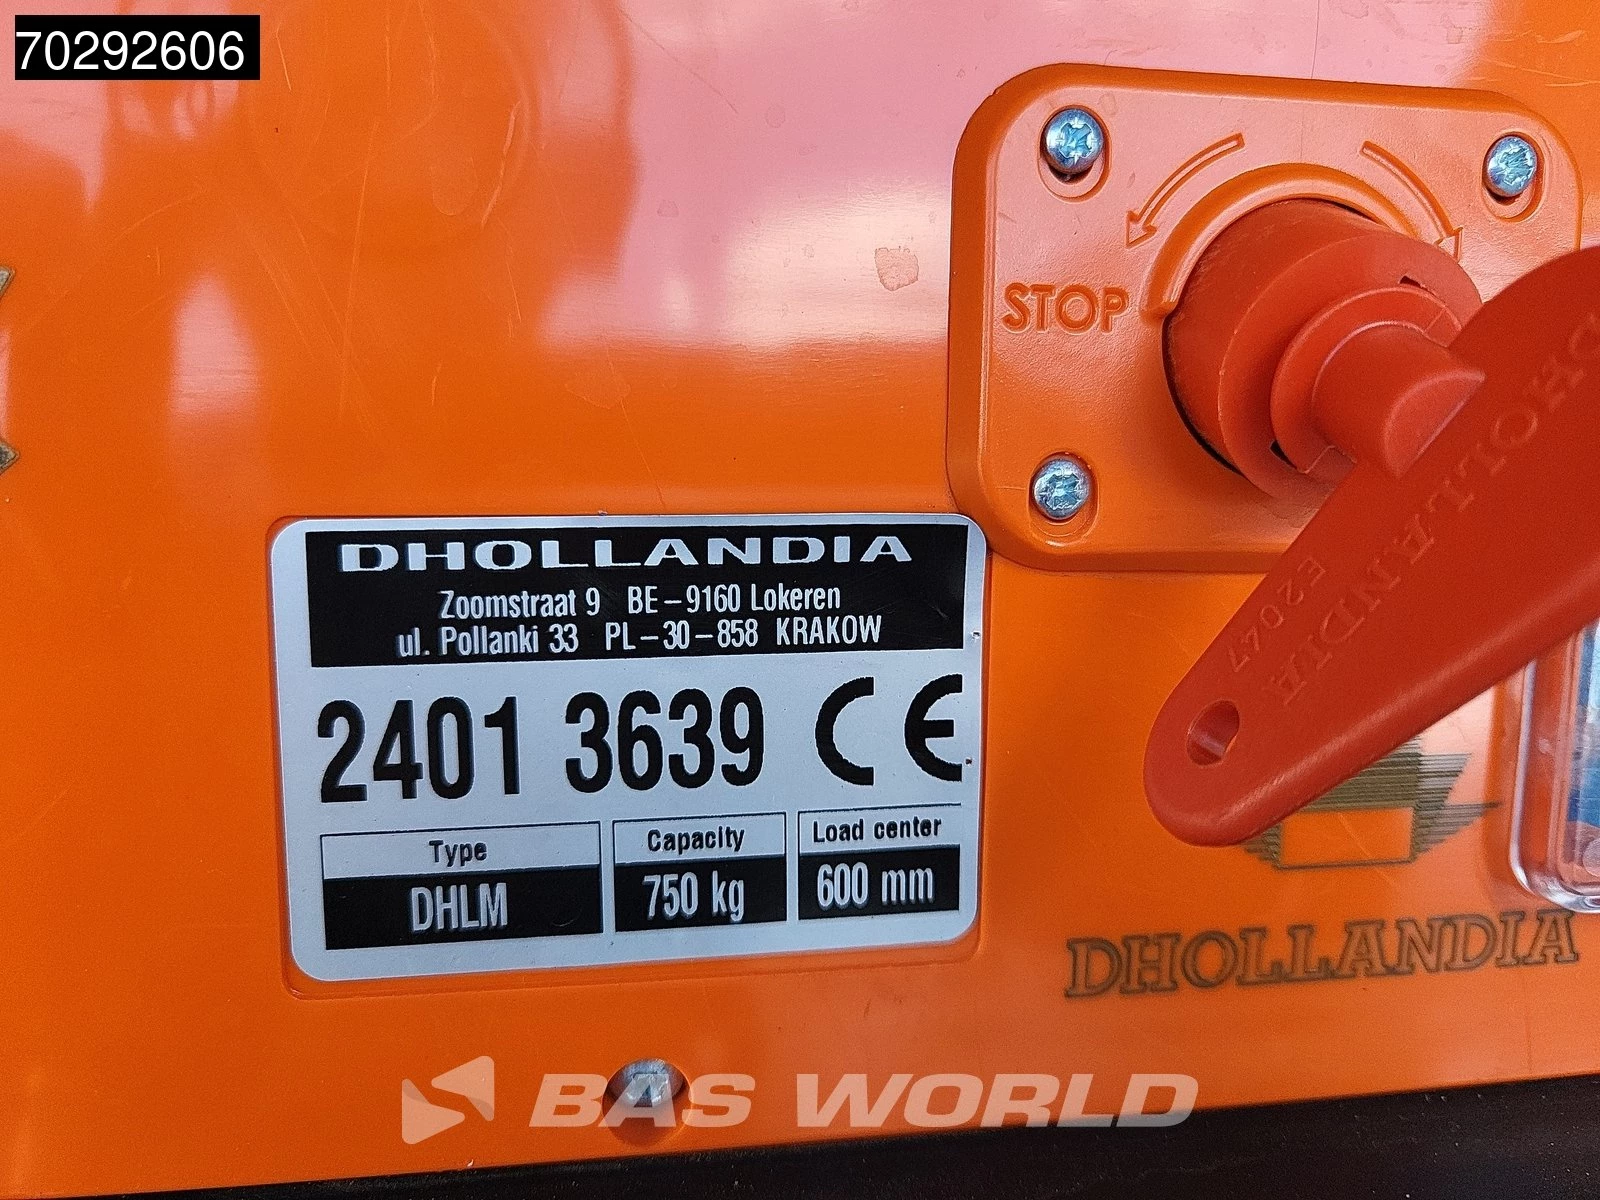 70292606
STOP
DHOLLANDIA
E2047
DHOLLANDIA
Zoomstraat 9 BE-9160 Lokeren
ul. Pollanki 33 PL-30-858 KRAKOW
2401 3639 CE
Type Capacity Load center
DHLM 750 kg 600 mm
DHOLLANDIA
BAS WORLD